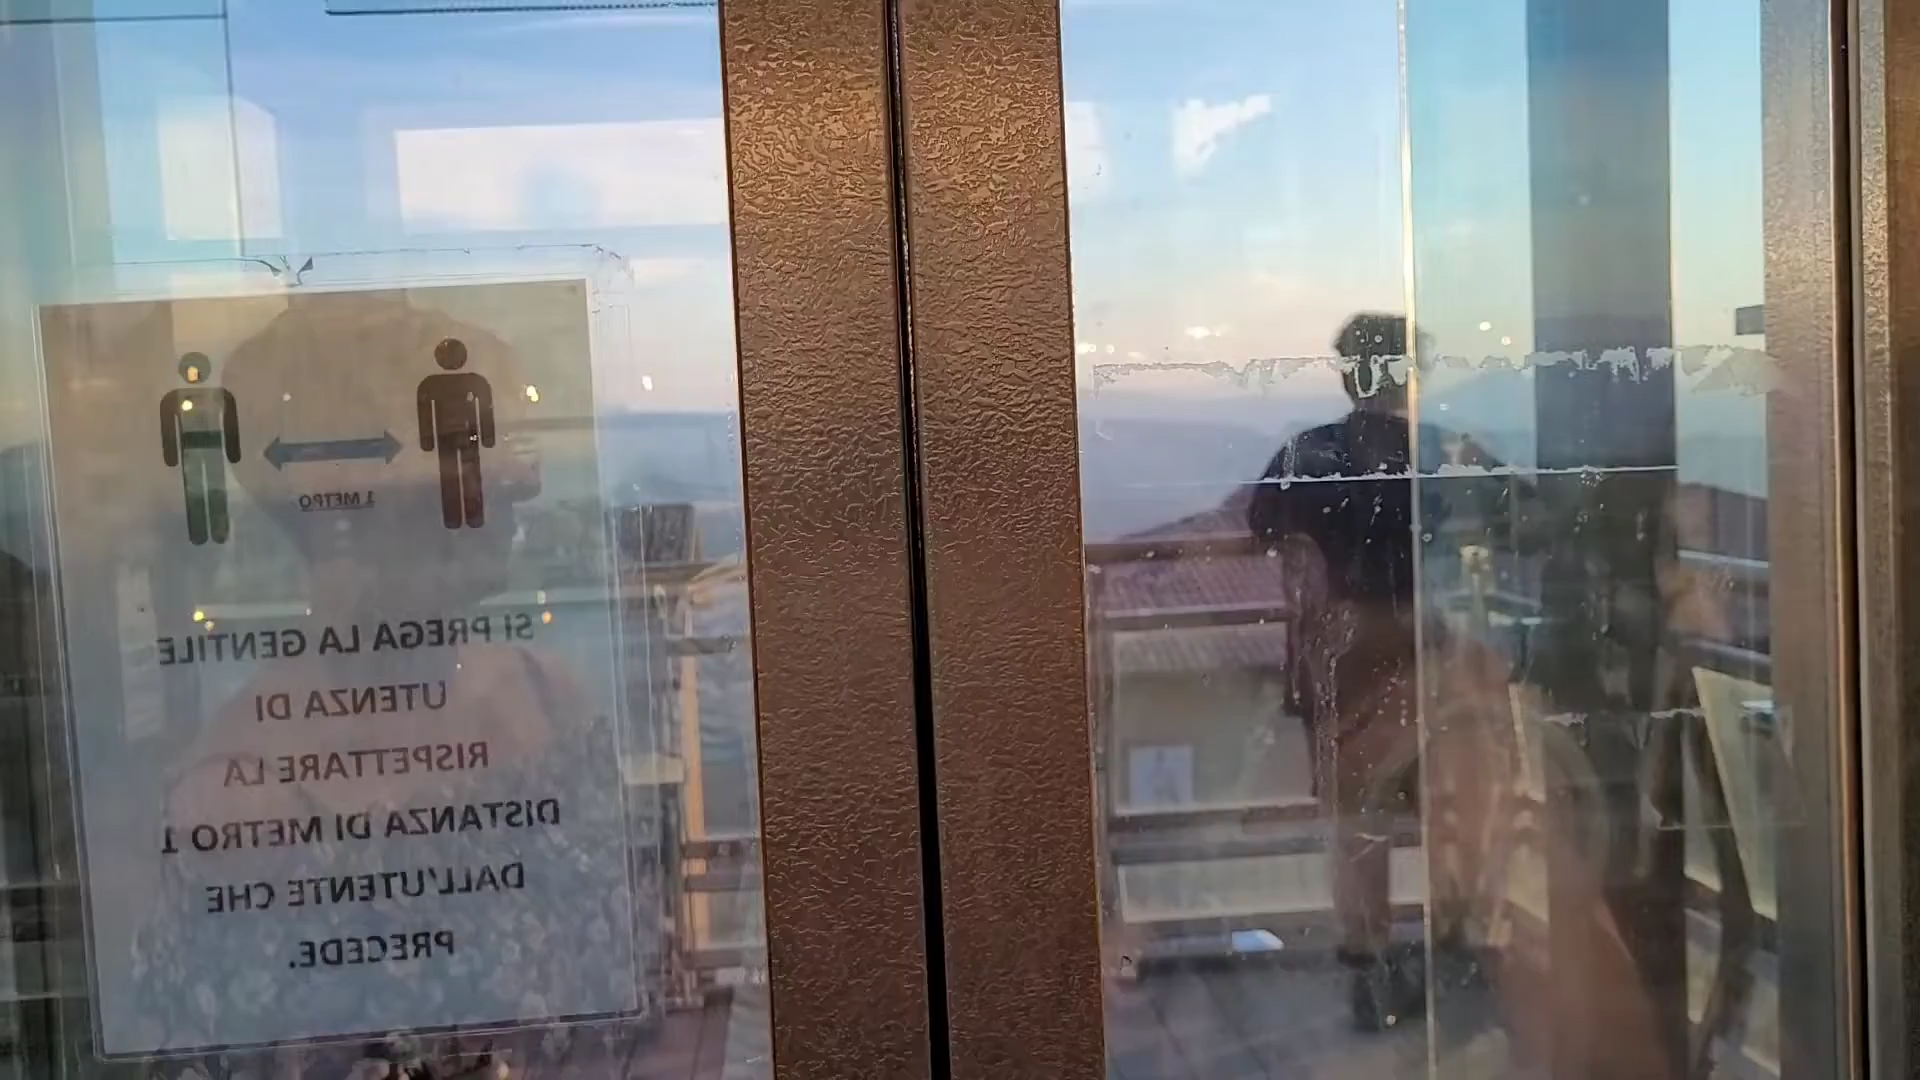 1 METRO
SI PREGA LA GENTILE
UTENZA DI
RISPETTARE LA
DISTANZA DI METRO 1
DALL'UTENTE CHE
PRECEDE.